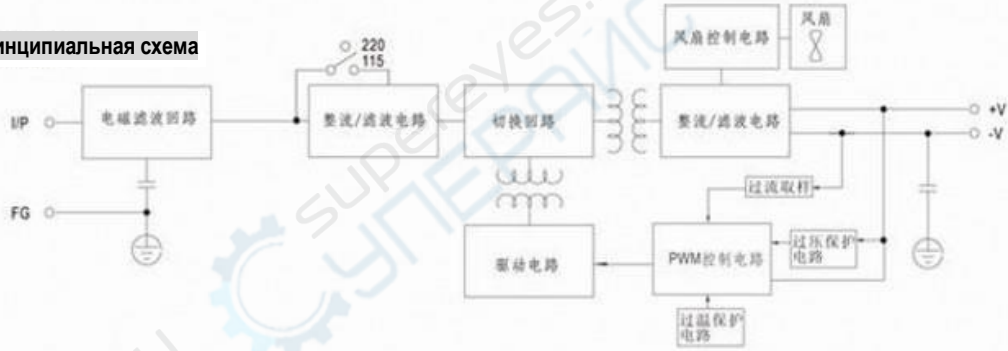 инципиальная схема
220
115
风扇控制电路
风扇
I/P
电磁滤波回路
整流/滤波电路
切换回路
整流/滤波电路
+V
-V
过流取样
FG
驱动电路
PWM控制电路
过压保护
电路
过温保护
电路
supereyes.
СУПЕРАЙС